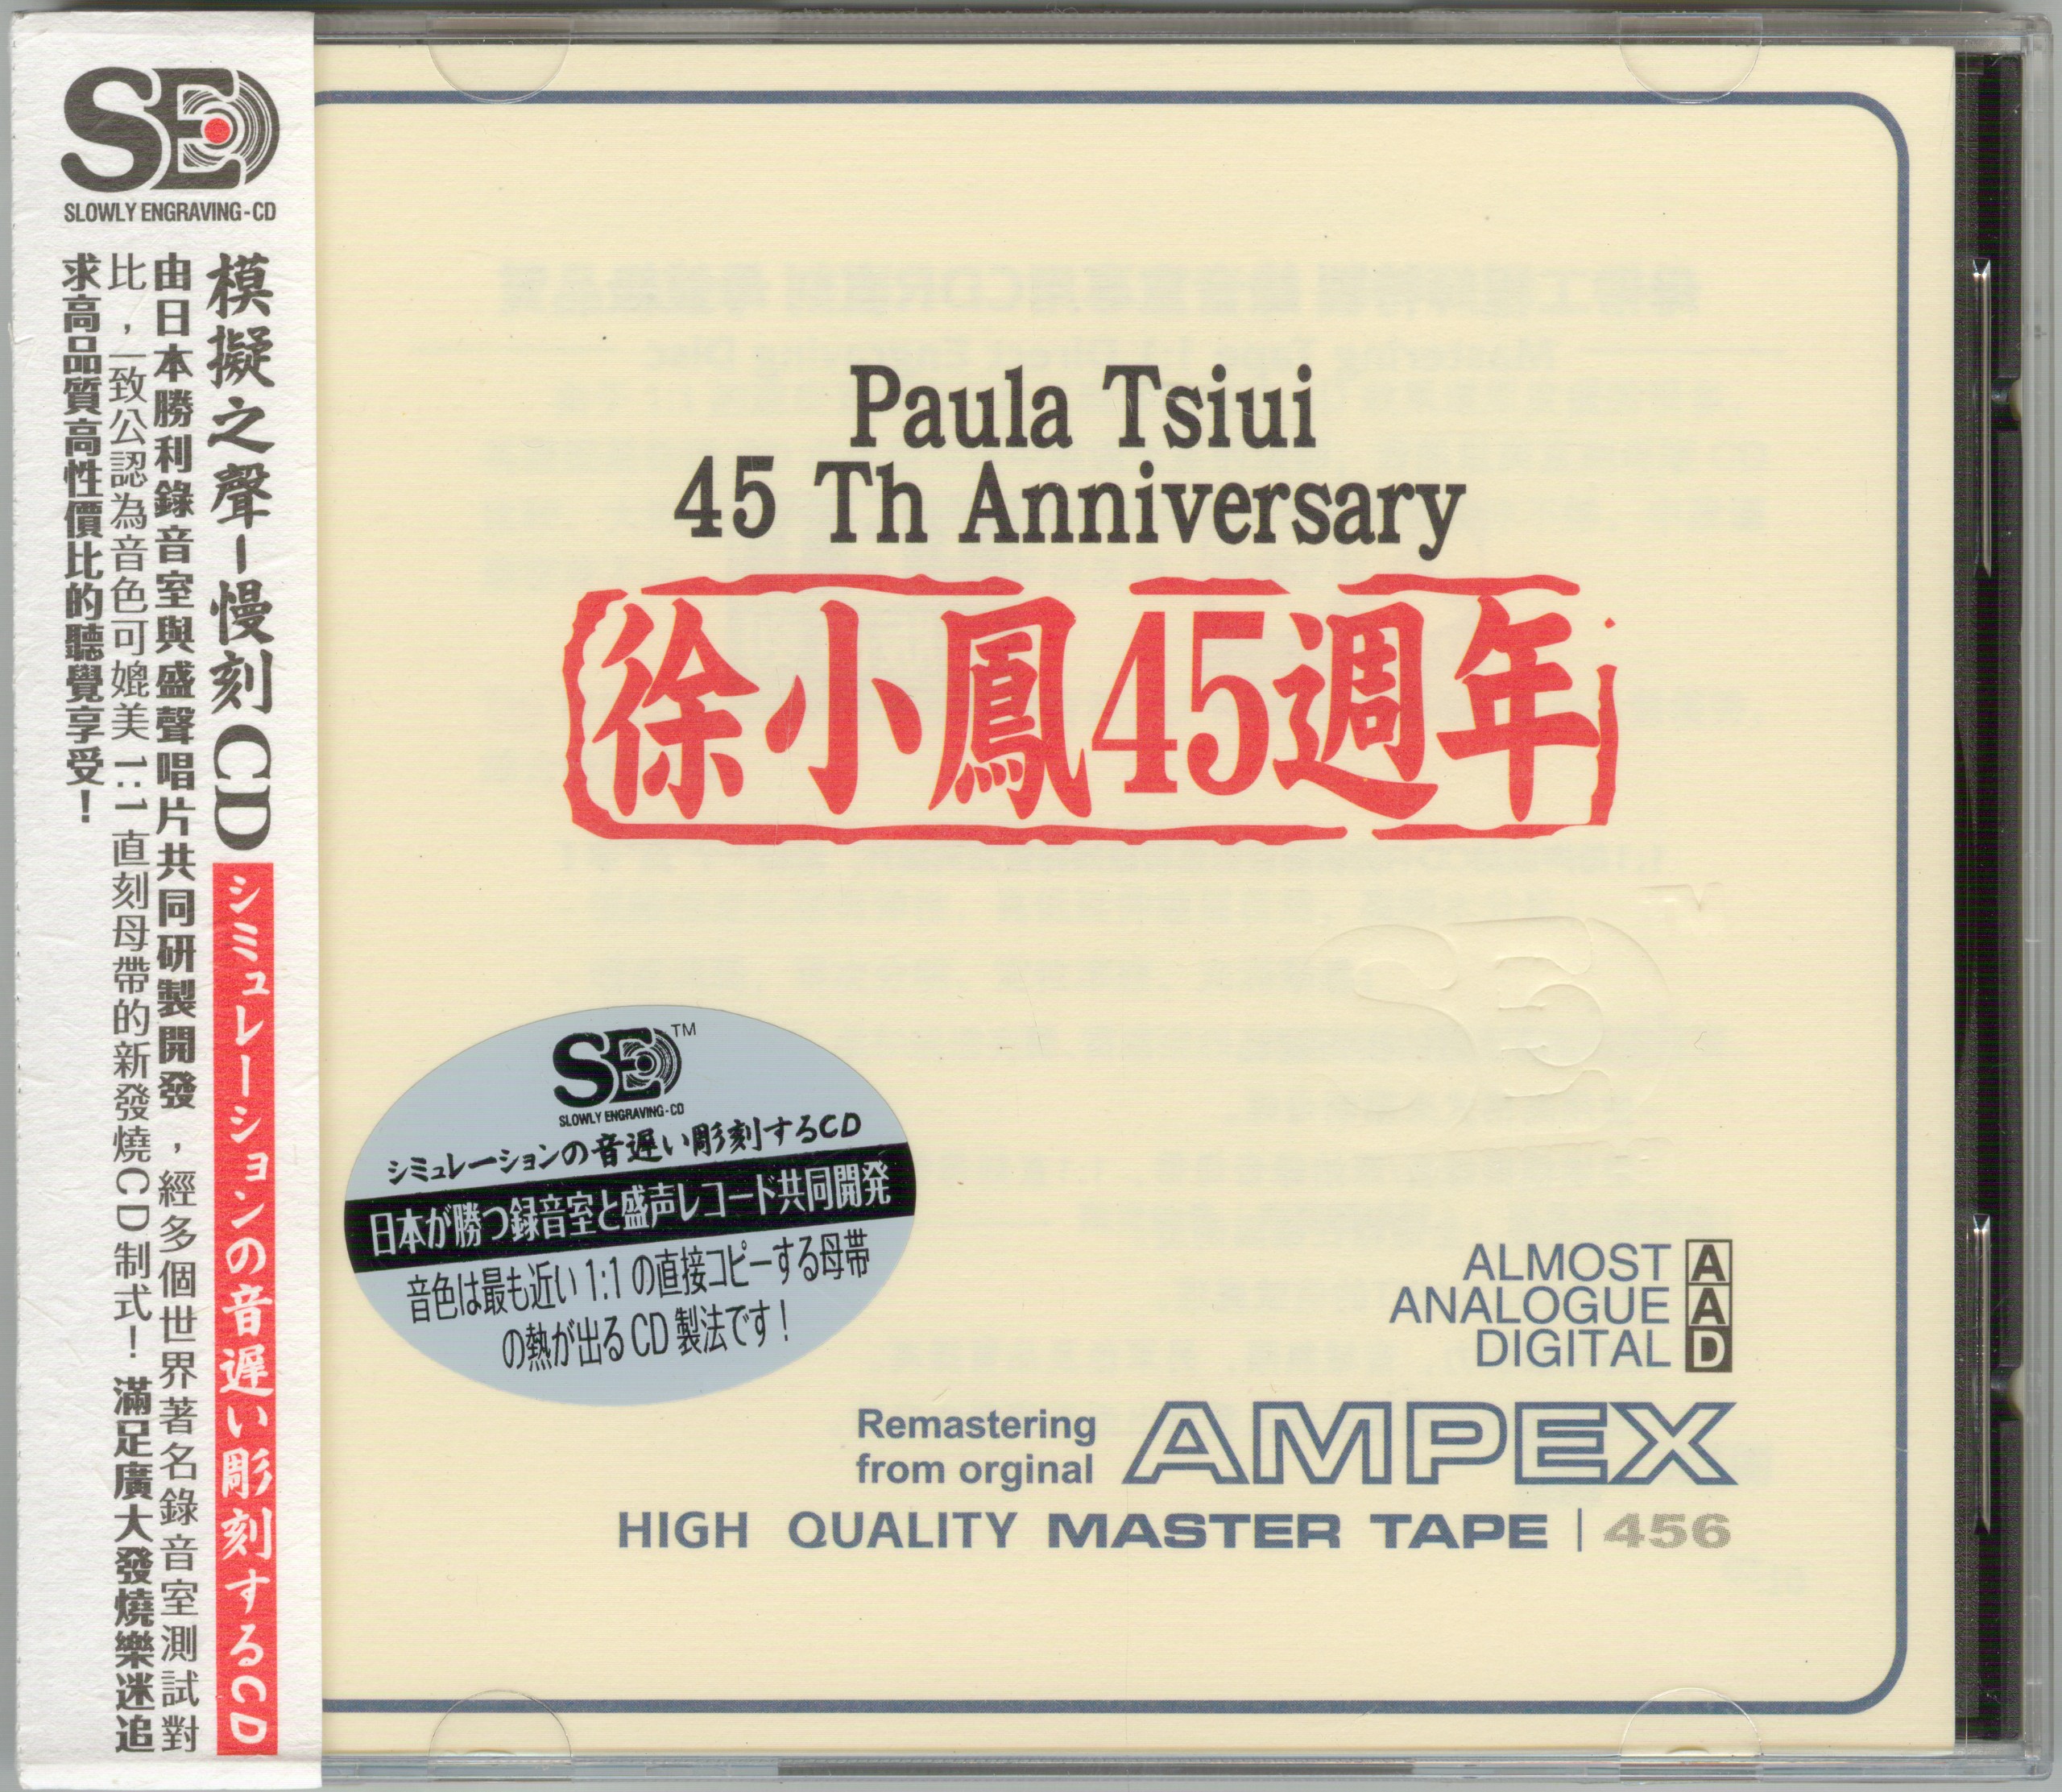 SE
SLOWLY ENGRAVING-CD
模擬之聲-慢刻CD
シミュレーションの音遅い彫刻するCD
由日本勝利錄音室與盛聲唱片共同研製開發，經多個世界著名錄音室測試對
比，一致公認為音色可媲美1:1直刻母帶的新發燒CD制式！滿足廣大發燒樂迷追
求高品質高性價比的聽覺享受！
Paula Tsiui
45 Th Anniversary
徐小鳳45週年
SE TM
SE TM
SLOWLY ENGRAVING-CD
シミュレーションの音遅い彫刻するCD
日本が勝つ録音室と盛声レコード共同開発
音色は最も近い1:1の直接コピーする母帯
の熱が出るCD製法です！
ALMOST A
ANALOGUE A
DIGITAL D
Remastering
from orginal AMPEX
HIGH QUALITY MASTER TAPE | 456